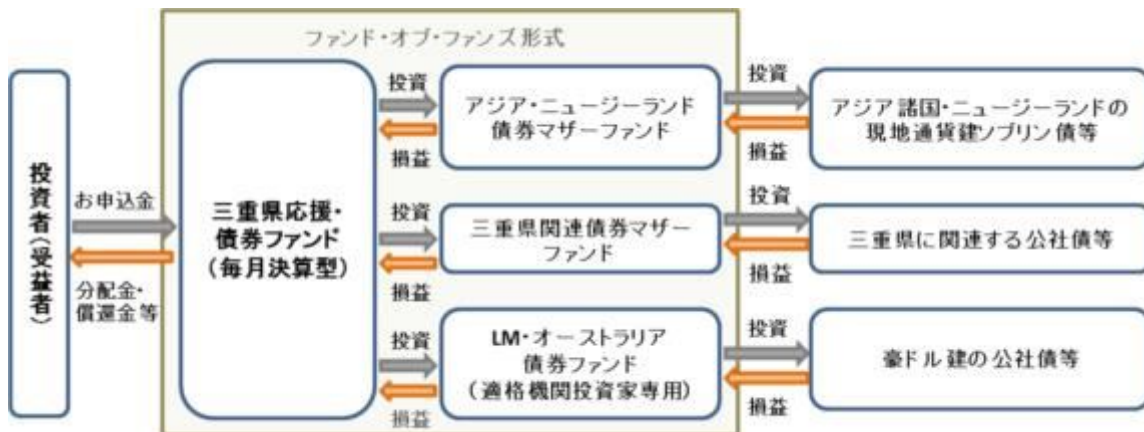 ファンド・オブ・ファンズ形式
投資者(受益者)
お申込金
分配金・
償還金等
三重県応援・
債券ファンド
(毎月決算型)
投資
損益
アジア・ニュージーランド
債券マザーファンド
投資
損益
アジア諸国・ニュージーランドの
現地通貨建ソブリン債等
投資
損益
三重県関連債券マザー
ファンド
投資
損益
三重県に関連する公社債等
投資
損益
LM・オーストラリア
債券ファンド
(適格機関投資家専用)
投資
損益
豪ドル建の公社債等